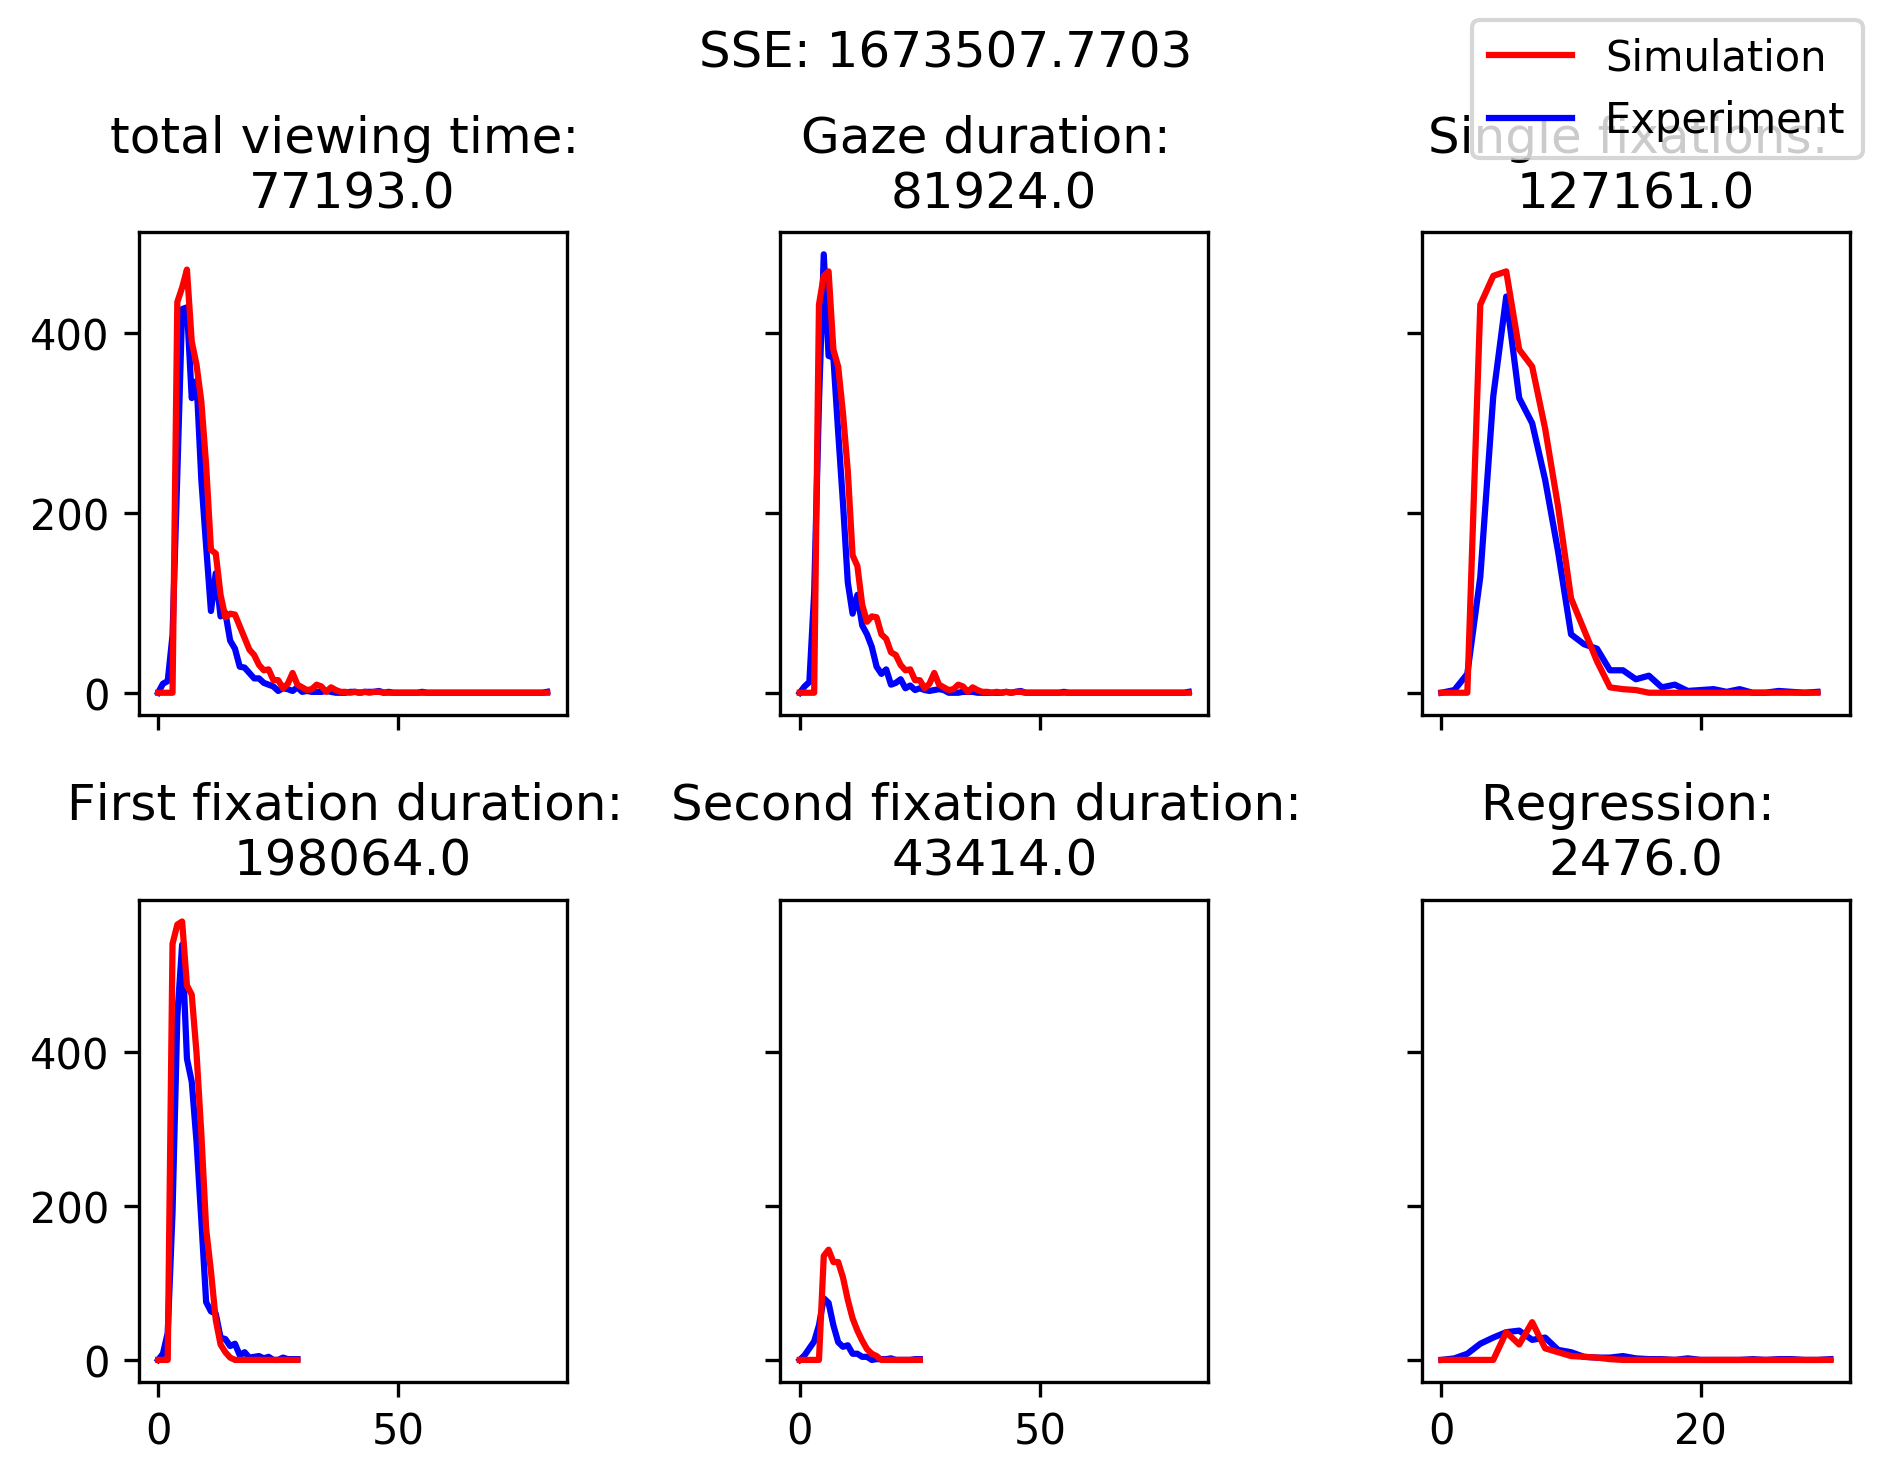 SSE: 1673507.7703
Simulation
Experiment
total viewing time:
77193.0
Gaze duration:
81924.0
Single fixations:
127161.0
400
200
0
First fixation duration:
198064.0
Second fixation duration:
43414.0
Regression:
2476.0
400
200
0
0 50
0 50
0 20